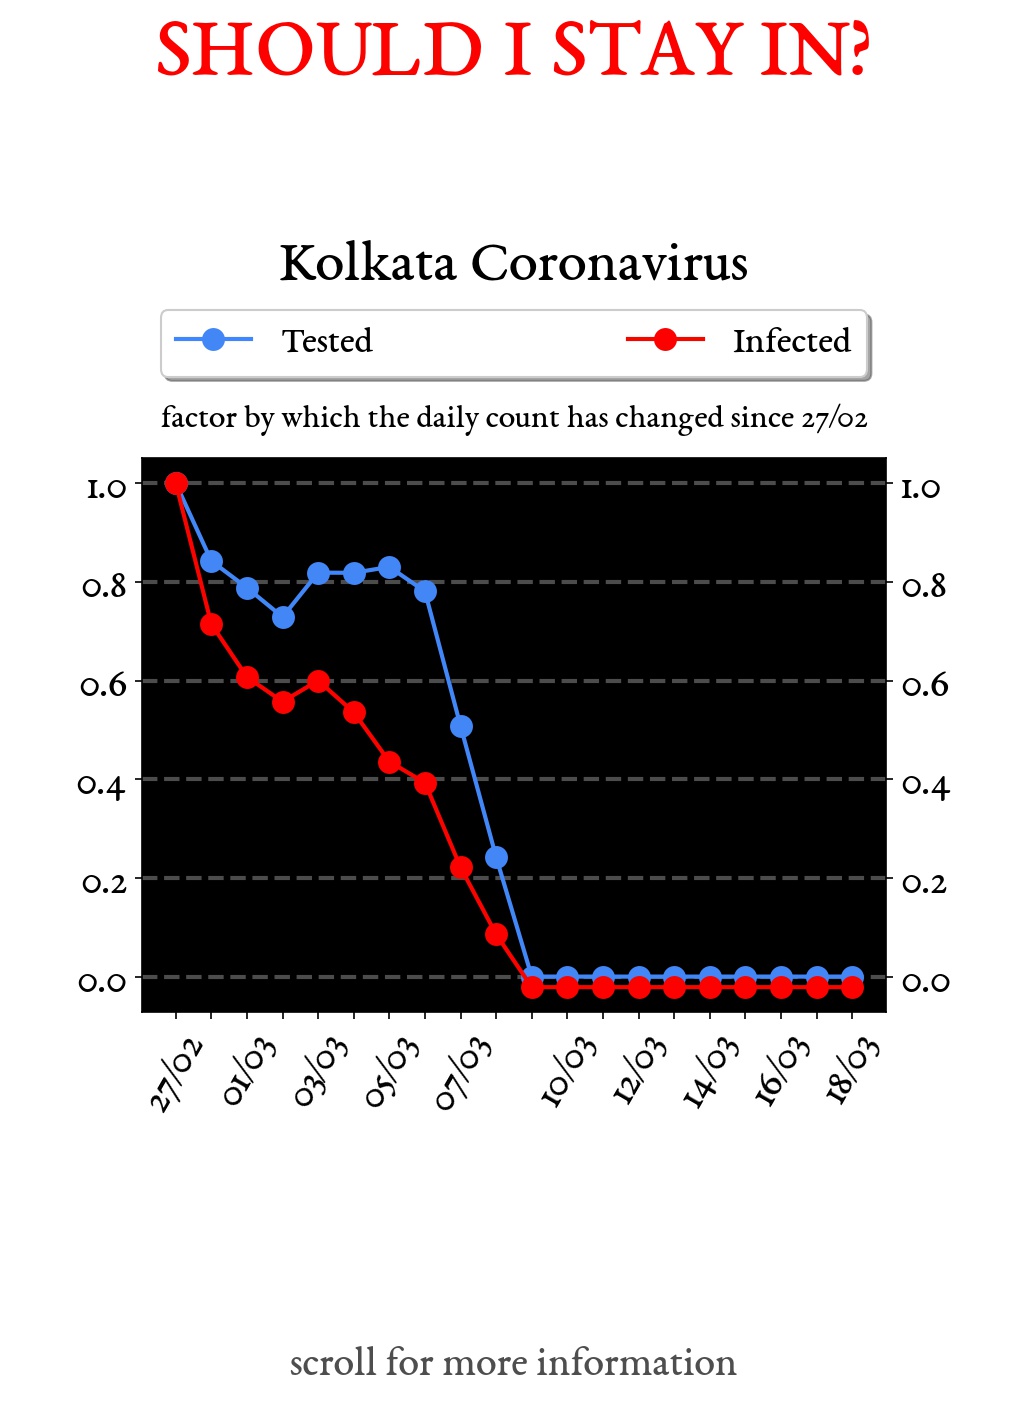 SHOULD I STAY IN?
Kolkata Coronavirus
Tested Infected
factor by which the daily count has changed since 27/02
1.0 1.0
0.8 0.8
0.6 0.6
0.4 0.4
0.2 0.2
0.0 0.0
27/02 01/03 03/03 05/03 07/03 10/03 12/03 14/03 16/03 18/03
scroll for more information